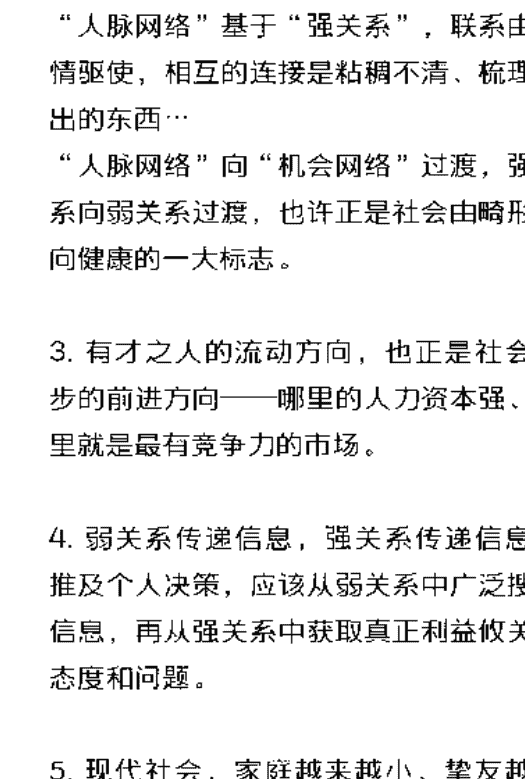 “人脉网络”基于“强关系”，联系由
情驱使，相互的连接是粘稠不清、梳理
出的东西…
“人脉网络”向“机会网络”过渡，强
系向弱关系过渡，也许正是社会由畸形
向健康的一大标志。
3. 有才之人的流动方向，也正是社会
步的前进方向——哪里的人力资本强、
里就是最有竞争力的市场。
4. 弱关系传递信息，强关系传递信息
推及个人决策，应该从弱关系中广泛搜
信息，再从强关系中获取真正利益攸关
态度和问题。
5. 现代社会，家庭越来越小、挚友越